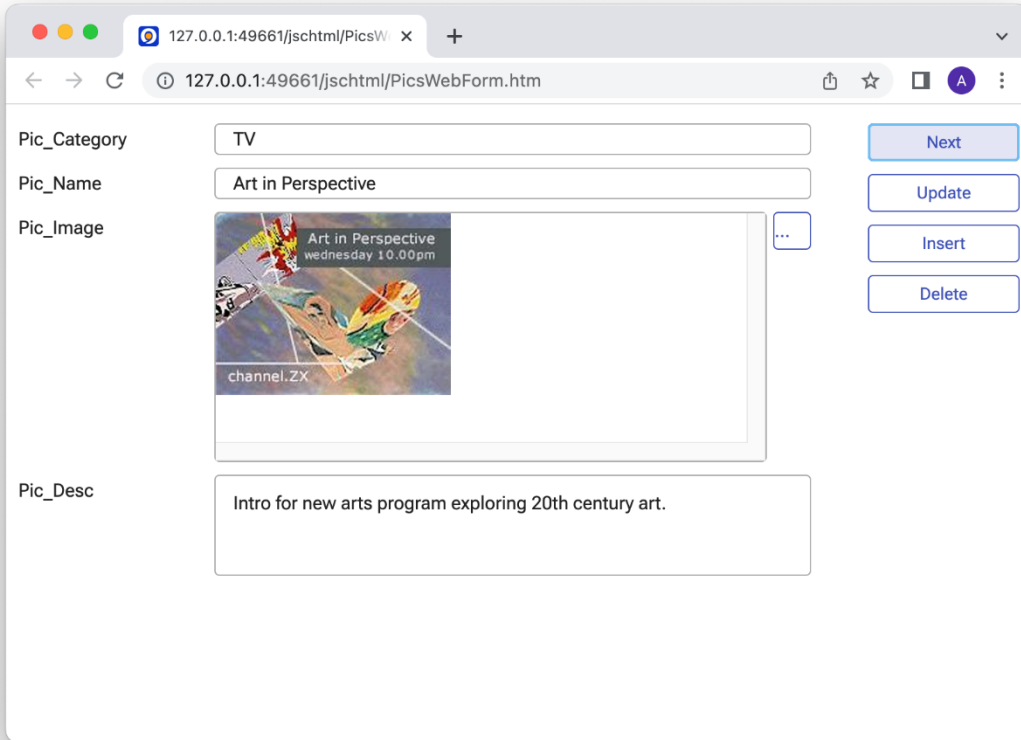 127.0.0.1:49661/jschtml/PicsW
127.0.0.1:49661/jschtml/PicsWebForm.htm
A
Pic_Category
TV
Next
Pic_Name
Art in Perspective
Update
Pic_Image
Art in Perspective
wednesday 10.00pm
channel.ZX
...
Insert
Delete
Pic_Desc
Intro for new arts program exploring 20th century art.